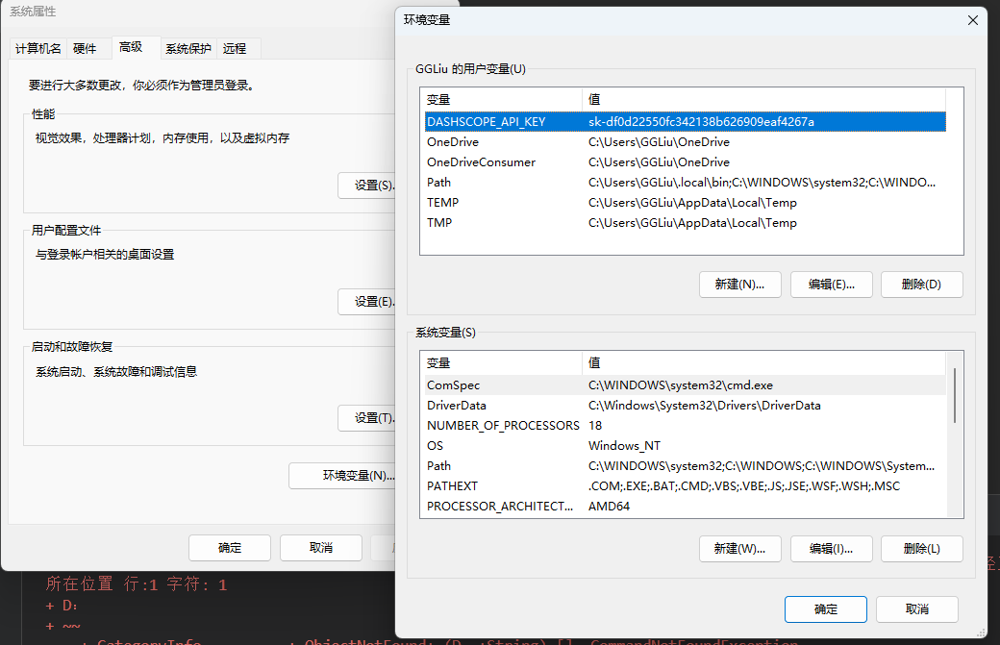 系统属性
计算机名 硬件 高级 系统保护 远程
要进行大多数更改，你必须作为管理员登录。
性能
视觉效果，处理器计划，内存使用，以及虚拟内存
设置(S)..
用户配置文件
与登录帐户相关的桌面设置
设置(E)..
启动和故障恢复
系统启动、系统故障和调试信息
设置(T)..
环境变量(N)...
确定 取消
环境变量
GGLiu 的用户变量(U)
变量 值
DASHSCOPE_API_KEY sk-df0d22550fc342138b626909eaf4267a
OneDrive C:\Users\GGLiu\OneDrive
OneDriveConsumer C:\Users\GGLiu\OneDrive
Path C:\Users\GGLiu\.local\bin;C:\WINDOWS\system32;C:\WINDO...
TEMP C:\Users\GGLiu\AppData\Local\Temp
TMP C:\Users\GGLiu\AppData\Local\Temp
新建(N)... 编辑(E)... 删除(D)
系统变量(S)
变量 值
ComSpec C:\WINDOWS\system32\cmd.exe
DriverData C:\Windows\System32\Drivers\DriverData
NUMBER_OF_PROCESSORS 18
OS Windows_NT
Path C:\WINDOWS\system32;C:\WINDOWS;C:\WINDOWS\System...
PATHEXT .COM;.EXE;.BAT;.CMD;.VBS;.VBE;.JS;.JSE;.WSF;.WSH;.MSC
PROCESSOR_ARCHITECT... AMD64
新建(W)... 编辑(I)... 删除(L)
确定 取消
所在位置 行:1 字符: 1
+ D:
+ ~~
+ CategoryInfo : ObjectNotFound: (D :String) [], CommandNotFoundException